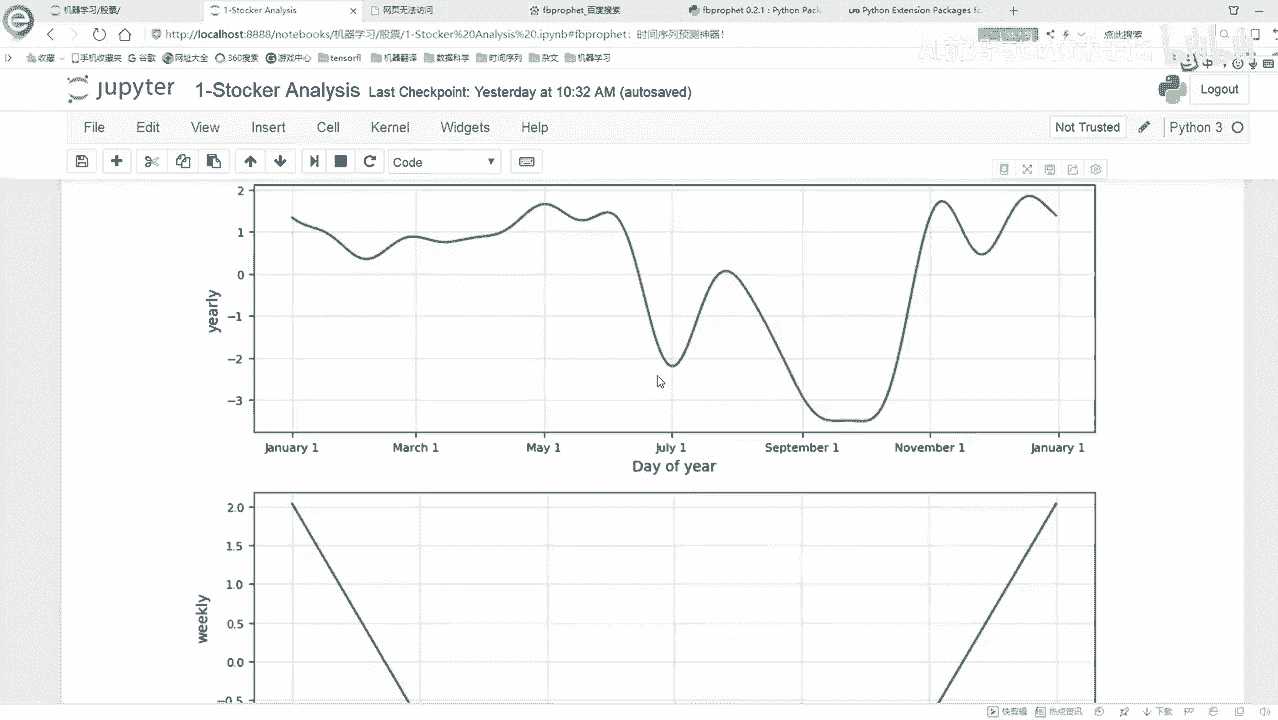 机器学习/股票/
1-Stocker Analysis
网页无法访问
fbprophet_百度搜索
fbprophet 0.2.1 : Python Pack
Python Extension Packages fo
http://localhost:8888/notebooks/机器学习/股票/1-Stocker%20Analysis%20.ipynb#fbprophet：时间序列预测神器！
点此搜索
收藏 手机收藏夹 谷歌 网址大全 360搜索 游戏中心 tensorfl 机器翻译 数据科学 时间序列 杂文 机器学习
jupyter 1-Stocker Analysis Last Checkpoint: Yesterday at 10:32 AM (autosaved)
Logout
File Edit View Insert Cell Kernel Widgets Help
Not Trusted
Python 3
Code
2
1
0
−1
−2
−3
yearly
January 1 March 1 May 1 July 1 September 1 November 1 January 1
Day of year
2.0
1.5
1.0
0.5
0.0
−0.5
weekly
快剪辑 热点资讯 下载